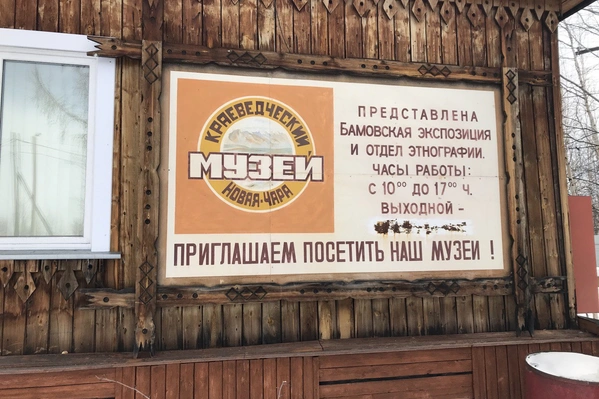 КРАЕВЕДЧЕСКИЙ
МУЗЕЙ
НОВАЯ-ЧАРА
ПРЕДСТАВЛЕНА
БАМОВСКАЯ ЭКСПОЗИЦИЯ
И ОТДЕЛ ЭТНОГРАФИИ.
ЧАСЫ РАБОТЫ:
С 10⁰⁰ ДО 17⁰⁰ Ч.
ВЫХОДНОЙ –
ПРИГЛАШАЕМ ПОСЕТИТЬ НАШ МУЗЕЙ !